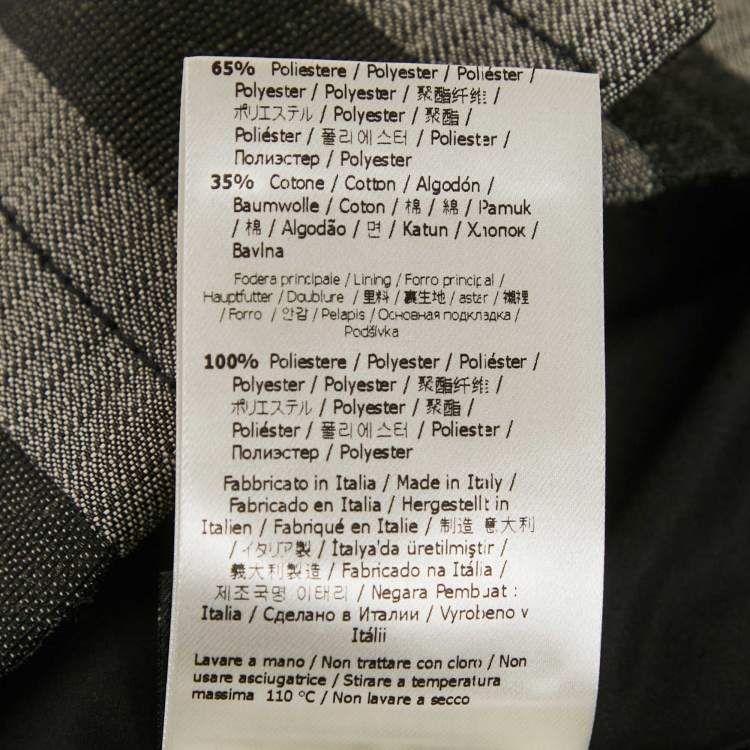 65% Poliestere / Polyester / Poliéster /
Polyester / Polyester / 聚酯纤维 /
ポリエステル / Polyester / 聚酯 /
Poliéster / 폴리에스터 / Poliester /
Полиэстер / Polyester
35% Cotone / Cotton / Algodón /
Baumwolle / Coton / 棉 / 綿 / Pamuk
/ 棉 / Algodão / 면 / Katun / Хлопок /
Bavlna
Fodera principale / Lining / Forro principal /
Hauptfutter / Doublure / 里料 / 裏生地 / astar / 襯裡
/ Forro / 안감 / Pelapis / Основная подкладка /
Podšívka
100% Poliestere / Polyester / Poliéster /
Polyester / Polyester / 聚酯纤维 /
ポリエステル / Polyester / 聚酯 /
Poliéster / 폴리에스터 / Poliester /
Полиэстер / Polyester
Fabbricato in Italia / Made in Italy /
Fabricado en Italia / Hergestellt in
Italien / Fabriqué en Italie / 制造 意大利
/ イタリア製 / İtalya'da üretilmiştir /
義大利製造 / Fabricado na Itália /
제조국명 이태리 / Negara Pembuat :
Italia / Сделано в Италии / Vyrobeno v
Itálii
Lavare a mano / Non trattare con cloro / Non
usare asciugatrice / Stirare a temperatura
massima 110 °C / Non lavare a secco